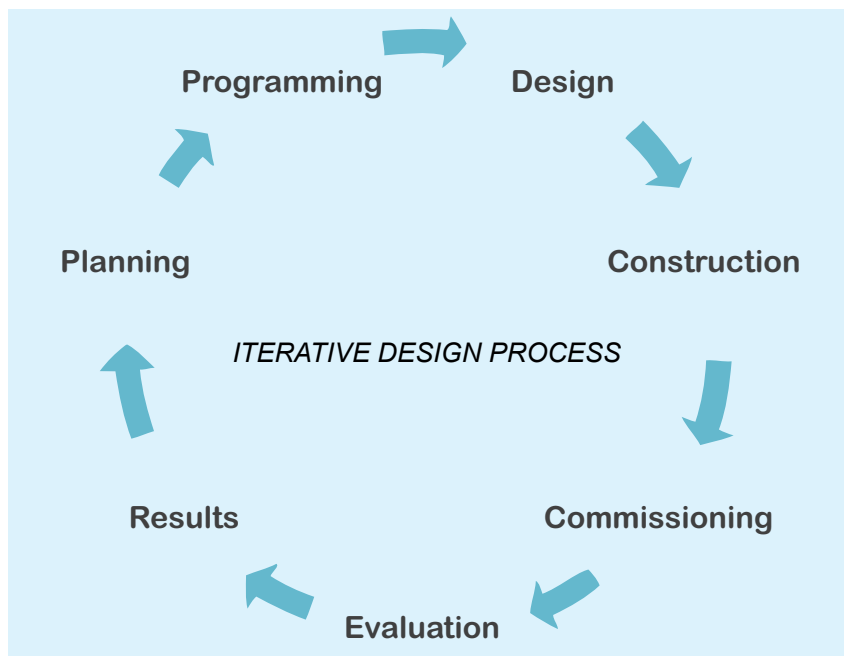 Programming
Design
Planning
Construction
ITERATIVE DESIGN PROCESS
Results
Commissioning
Evaluation